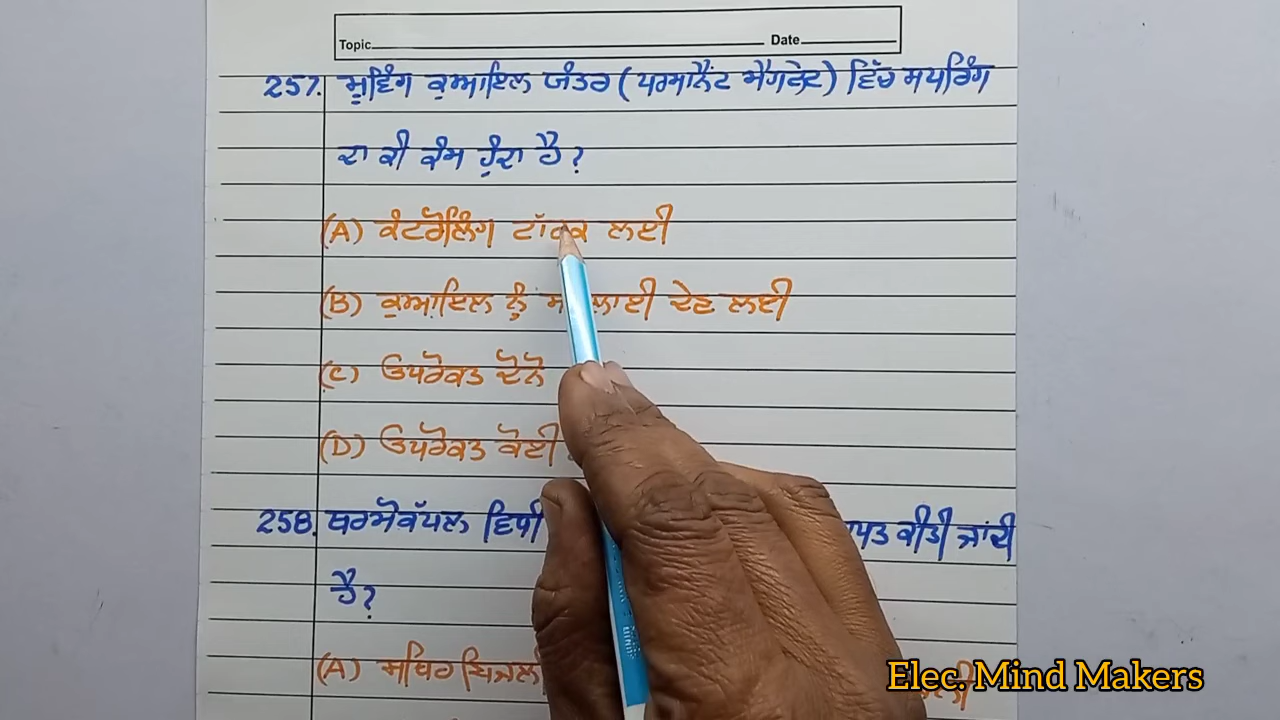 Topic Date
257. ਮੂਵਿੰਗ ਕੁਆਇਲ ਯੰਤਰ (ਪਰਮਾਨੈਂਟ ਮੈਗਨੇਟ) ਵਿੱਚ ਸਪਰਿੰਗ
ਦਾ ਕੀ ਕੰਮ ਹੁੰਦਾ ਹੈ?
(A) ਕੰਟਰੋਲਿੰਗ ਟਾੱਰਕ ਲਈ
(B) ਕੁਆਇਲ ਨੂੰ ਦੇਣ ਲਈ
(C) ਉਪਰੋਕਤ ਦੋਨੋ
(D) ਉਪਰੋਕਤ ਕੋਈ
258. ਥਰਮੋਕੱਪਲ ਵਿਧੀ ਕੀਤੀ ਜਾਂਦੀ
ਹੈ?
(A) ਸਥਿਰ
Elec. Mind Makers